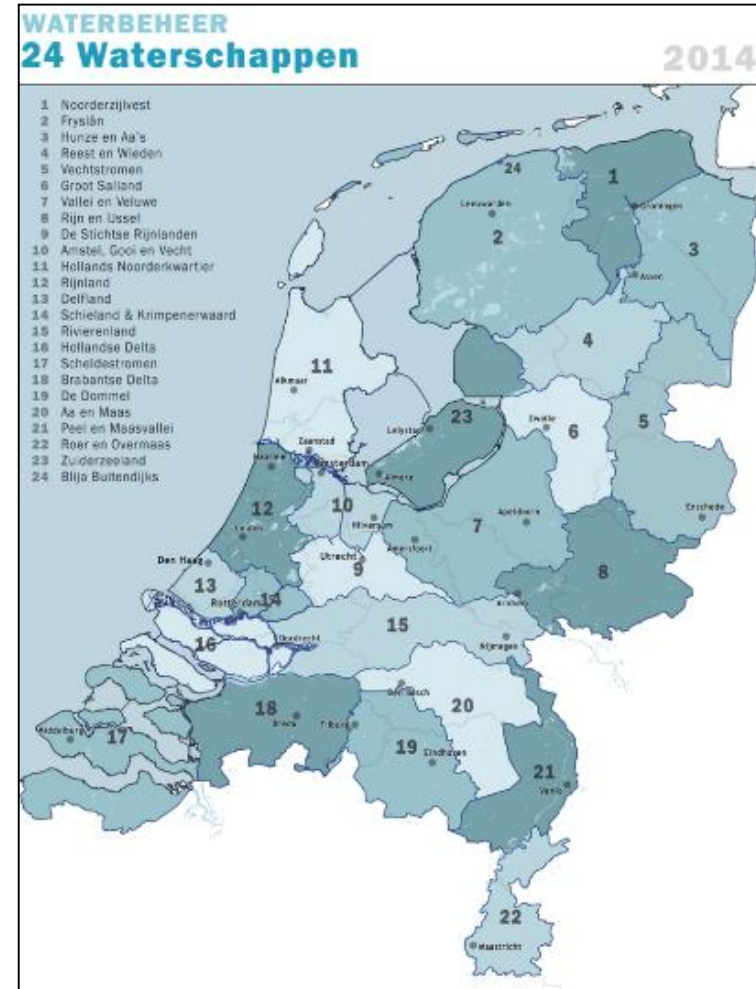 WATERBEHEER
24 Waterschappen
2014
1 Noorderzijlvest
2 Fryslân
3 Hunze en Aa's
4 Reest en Wieden
5 Vechtstromen
6 Groot Salland
7 Vallei en Veluwe
8 Rijn en IJssel
9 De Stichtse Rijnlanden
10 Amstel, Gooi en Vecht
11 Hollands Noorderkwartier
12 Rijnland
13 Delfland
14 Schieland & Krimpenerwaard
15 Rivierenland
16 Hollandse Delta
17 Scheldestromen
18 Brabantse Delta
19 De Dommel
20 Aa en Maas
21 Peel en Maasvallei
22 Roer en Overmaas
23 Zuiderzeeland
24 Blija Buitendijks
24
1
Leeuwarden
Groningen
2
3
Assen
4
11
Alkmaar
23
Lelystad
Zwolle
6
5
Zaanstad
Haarlem
Amsterdam
Almere
12
10
Hilversum
7
Apeldoorn
Enschede
Leiden
Amersfoort
Den Haag
Utrecht
9
8
13
Rotterdam
14
Arnhem
15
16
Dordrecht
Nijmegen
Den Bosch
20
18
Breda
Tilburg
Middelburg
17
19
Eindhoven
21
Venlo
22
Maastricht